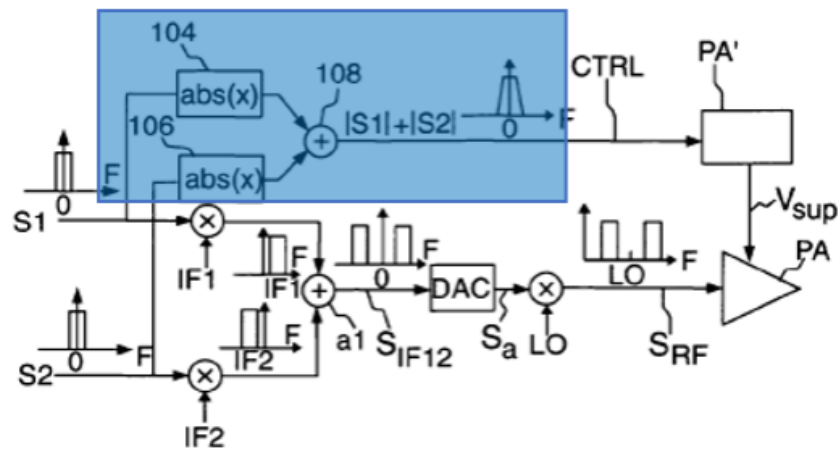 104
108
CTRL
PA'
abs(x)
|S1|+|S2|
F
0
106
abs(x)
F
0
S1
Vsup
IF1
F
IF1
F
0
F
LO
PA
DAC
F
0
S2
F
IF2
a1
SIF12
Sa
LO
SRF
IF2